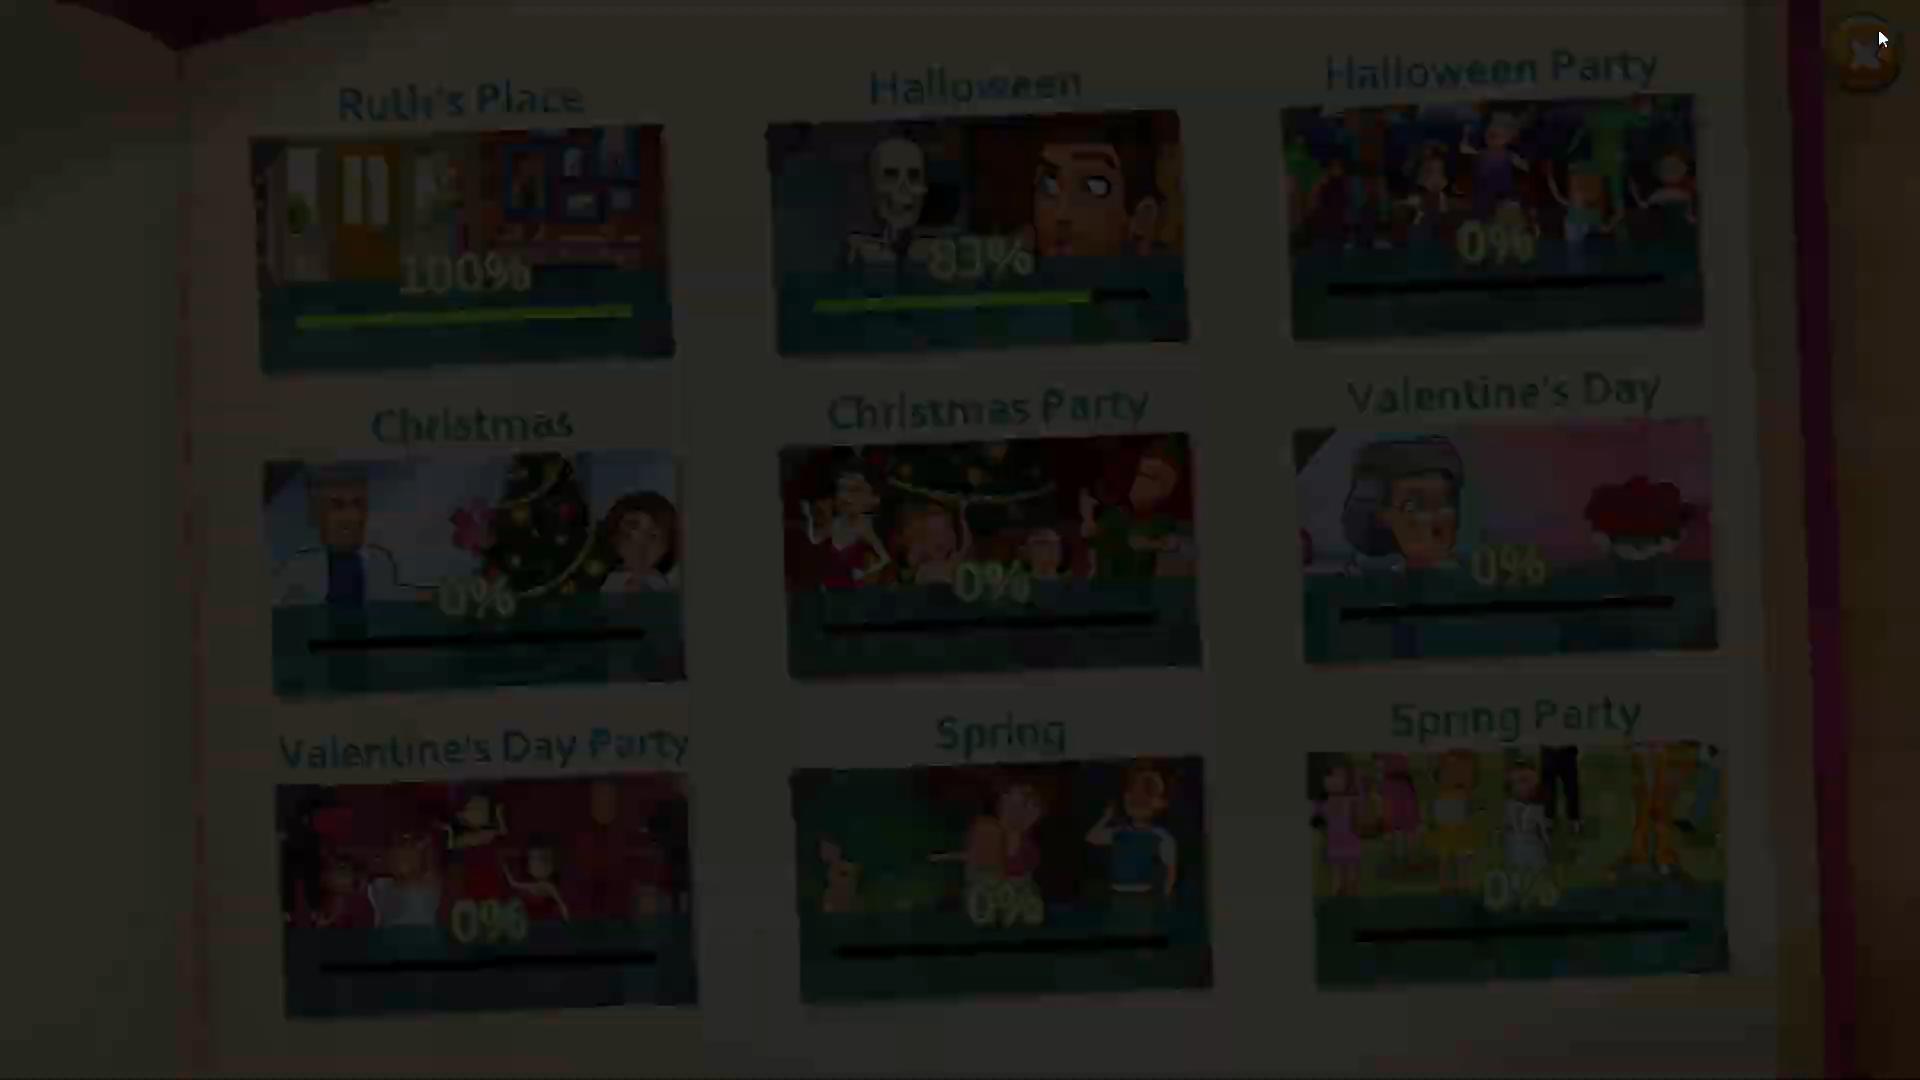 Ruth's Place
100%
Halloween
83%
Halloween Party
0%
Christmas
0%
Christmas Party
0%
Valentine's Day
0%
Valentine's Day Party
0%
Spring
0%
Spring Party
0%